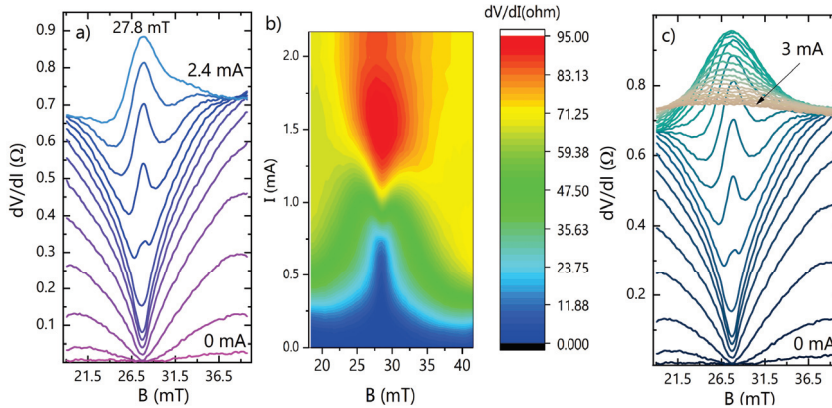 a)
27.8 mT
2.4 mA
0 mA
0.9
0.8
0.7
0.6
0.5
0.4
0.3
0.2
0.1
dV/dI (Ω)
21.5 26.5 31.5 36.5
B (mT)
b)
2.0
1.5
1.0
0.5
0.0
I (mA)
20 25 30 35 40
B (mT)
dV/dI(ohm)
95.00
83.13
71.25
59.38
47.50
35.63
23.75
11.88
0.000
c)
3 mA
0 mA
0.8
0.6
0.4
0.2
dV/dI (Ω)
21.5 26.5 31.5 36.5
B (mT)